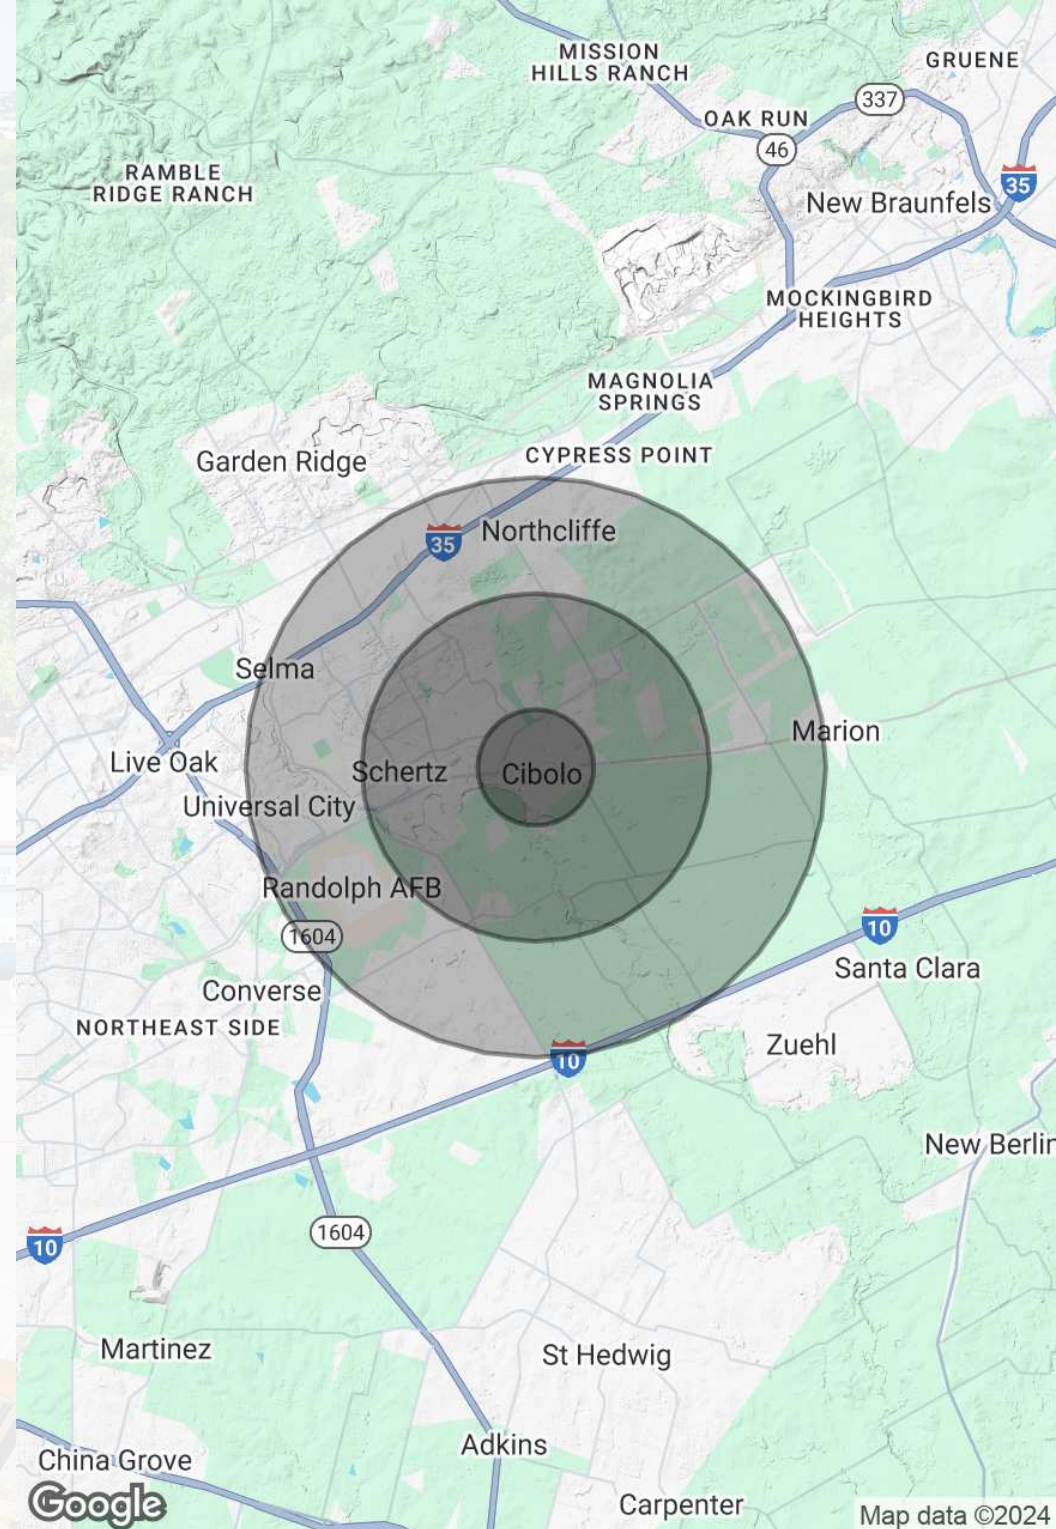 MISSION
HILLS RANCH
GRUENE
337
OAK RUN
46
RAMBLE
RIDGE RANCH
35
New Braunfels
MOCKINGBIRD
HEIGHTS
MAGNOLIA
SPRINGS
CYPRESS POINT
Garden Ridge
Northcliffe
35
Selma
Marion
Live Oak
Schertz
Cibolo
Universal City
Randolph AFB
10
1604
Santa Clara
Converse
NORTHEAST SIDE
Zuehl
10
New Berlin
1604
10
Martinez
St Hedwig
Adkins
China Grove
Google
Carpenter
Map data ©2024